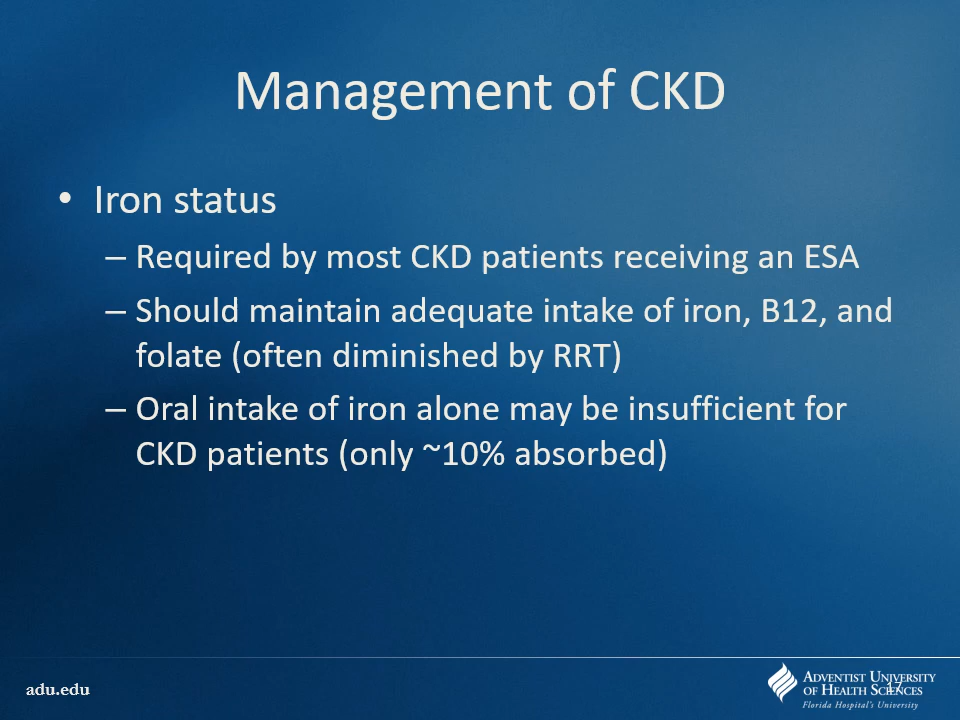 Management of CKD
• Iron status
– Required by most CKD patients receiving an ESA
– Should maintain adequate intake of iron, B12, and
folate (often diminished by RRT)
– Oral intake of iron alone may be insufficient for
CKD patients (only ~10% absorbed)
adu.edu
ADVENTIST UNIVERSITY
OF HEALTH SCIENCES
Florida Hospital's University
17